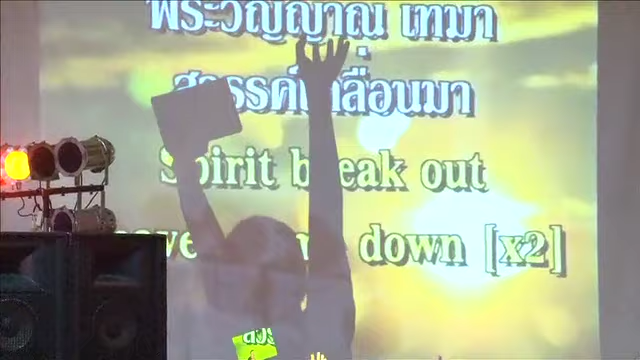 พระวิญญาณ เทมา
สวรรค์เคลื่อนมา
Spirit break out
down [x2]